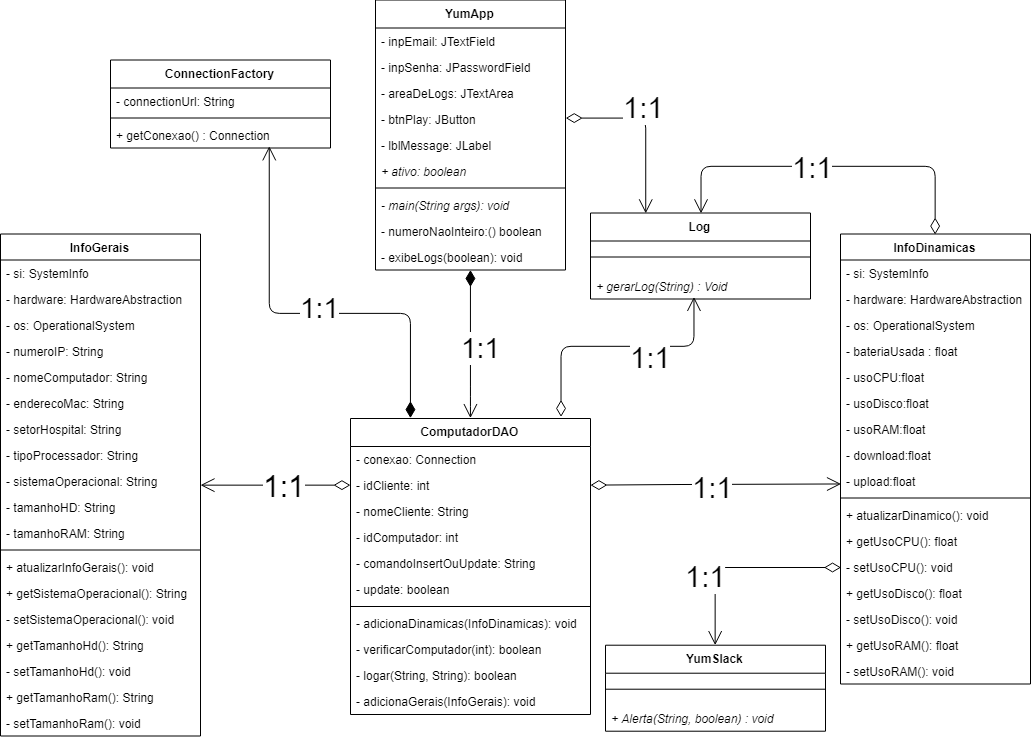 YumApp
- inpEmail: JTextField
- inpSenha: JPasswordField
- areaDeLogs: JTextArea
- btnPlay: JButton
- lblMessage: JLabel
+ ativo: boolean
- main(String args): void
- numeroNaoInteiro:() boolean
- exibeLogs(boolean): void
ConnectionFactory
- connectionUrl: String
+ getConexao() : Connection
1:1
1:1
Log
+ gerarLog(String) : Void
InfoGerais
- si: SystemInfo
- hardware: HardwareAbstraction
- os: OperationalSystem
- numeroIP: String
- nomeComputador: String
- enderecoMac: String
- setorHospital: String
- tipoProcessador: String
- sistemaOperacional: String
- tamanhoHD: String
- tamanhoRAM: String
+ atualizarInfoGerais(): void
+ getSistemaOperacional(): String
- setSistemaOperacional(): void
+ getTamanhoHd(): String
- setTamanhoHd(): void
+ getTamanhoRam(): String
- setTamanhoRam(): void
InfoDinamicas
- si: SystemInfo
- hardware: HardwareAbstraction
- os: OperationalSystem
- bateriaUsada : float
- usoCPU:float
- usoDisco:float
- usoRAM:float
- download:float
- upload:float
+ atualizarDinamico(): void
+ getUsoCPU(): float
- setUsoCPU(): void
+ getUsoDisco(): float
- setUsoDisco(): void
+ getUsoRAM(): float
- setUsoRAM(): void
1:1
1:1
1:1
ComputadorDAO
- conexao: Connection
- idCliente: int
- nomeCliente: String
- idComputador: int
- comandoInsertOuUpdate: String
- update: boolean
- adicionaDinamicas(InfoDinamicas): void
- verificarComputador(int): boolean
- logar(String, String): boolean
- adicionaGerais(InfoGerais): void
1:1
1:1
1:1
YumSlack
+ Alerta(String, boolean) : void